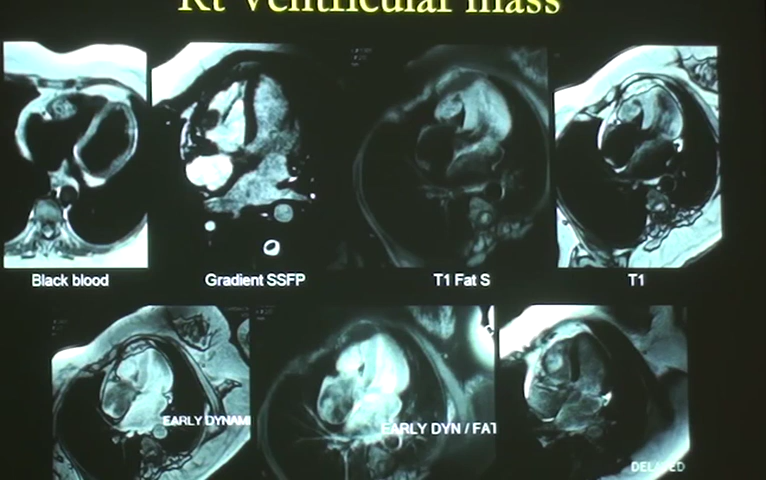 Rt Ventricular mass
Black blood
Gradient SSFP
T1 Fat S
T1
EARLY DYNAMI
EARLY DYN / FAT
DELAYED